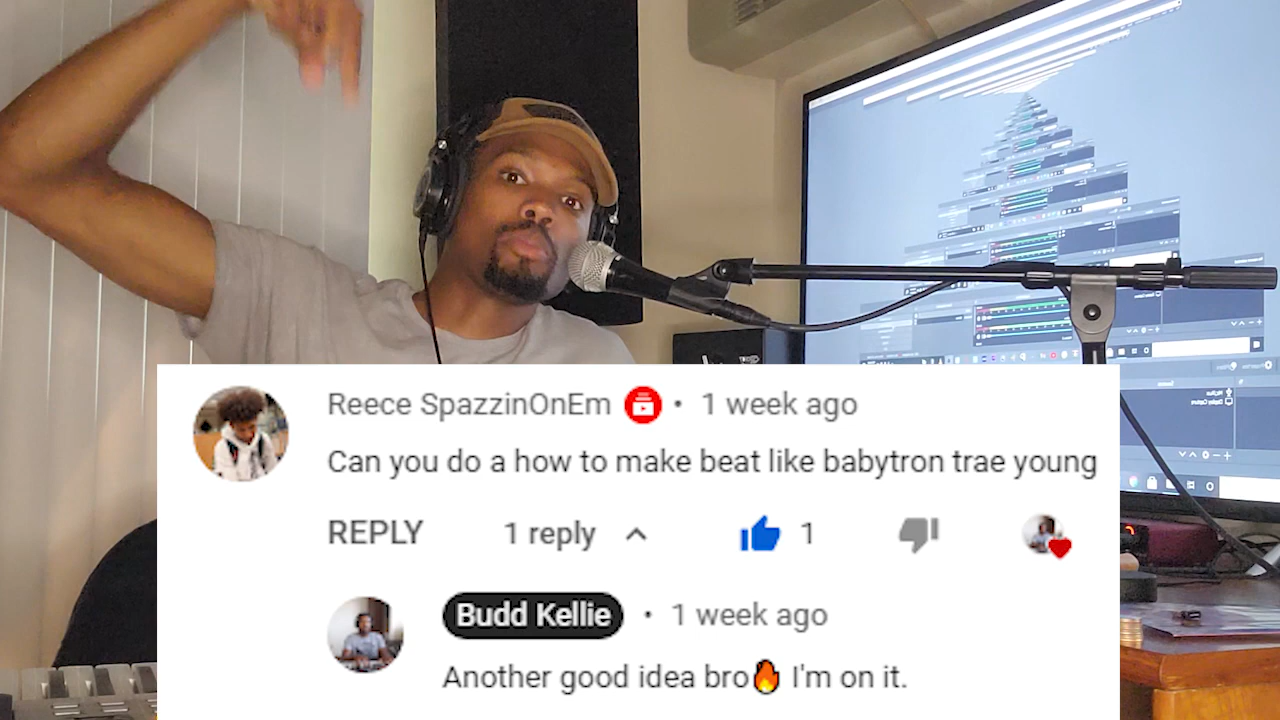 Reece SpazzinOnEm • 1 week ago
Can you do a how to make beat like babytron trae young
REPLY 1 reply 1
Budd Kellie • 1 week ago
Another good idea bro🔥 I'm on it.